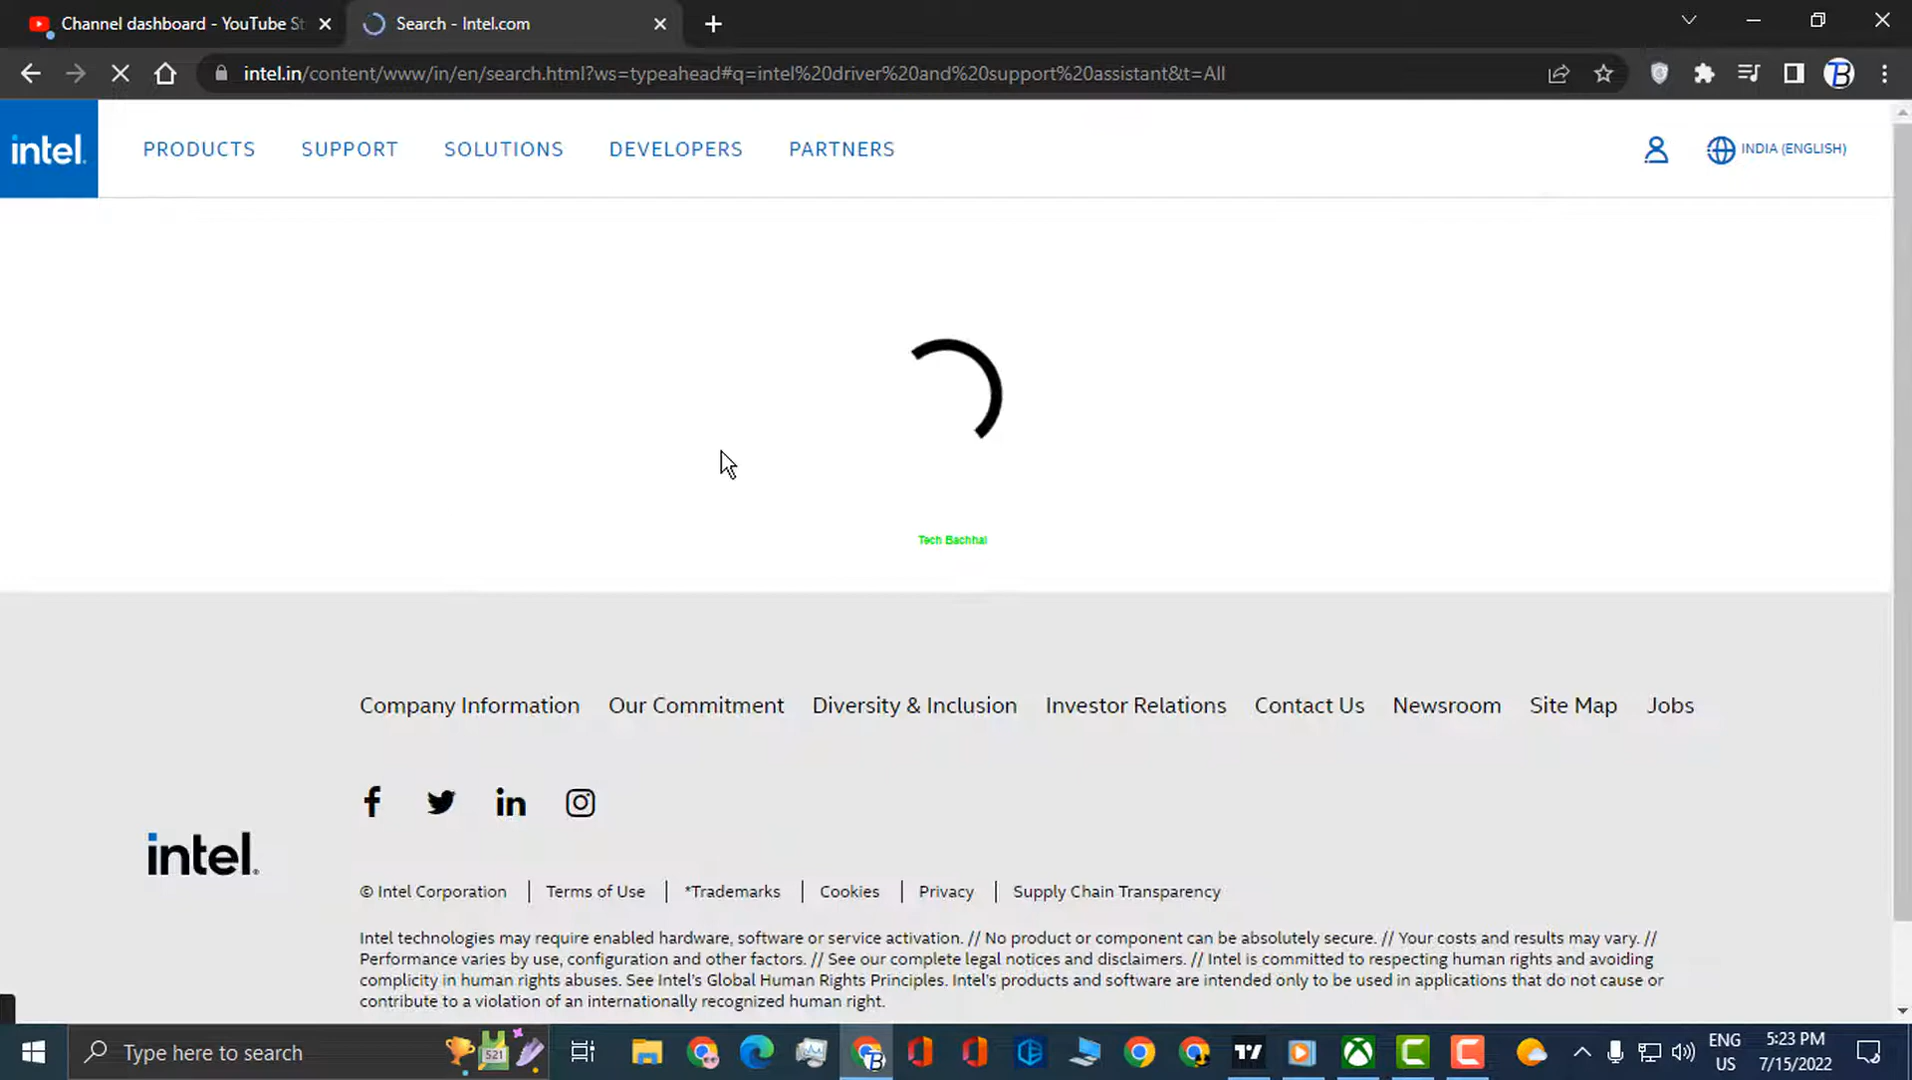 Channel dashboard - YouTube St
Search - Intel.com
intel.in/content/www/in/en/search.html?ws=typeahead#q=intel%20driver%20and%20support%20assistant&t=All
intel.
PRODUCTS
SUPPORT
SOLUTIONS
DEVELOPERS
PARTNERS
INDIA (ENGLISH)
Tech Bachhal
Company Information
Our Commitment
Diversity & Inclusion
Investor Relations
Contact Us
Newsroom
Site Map
Jobs
intel.
© Intel Corporation
Terms of Use
*Trademarks
Cookies
Privacy
Supply Chain Transparency
Intel technologies may require enabled hardware, software or service activation. // No product or component can be absolutely secure. // Your costs and results may vary. //
Performance varies by use, configuration and other factors. // See our complete legal notices and disclaimers. // Intel is committed to respecting human rights and avoiding
complicity in human rights abuses. See Intel's Global Human Rights Principles. Intel's products and software are intended only to be used in applications that do not cause or
contribute to a violation of an internationally recognized human right.
Type here to search
521
ENG
US
5:23 PM
7/15/2022